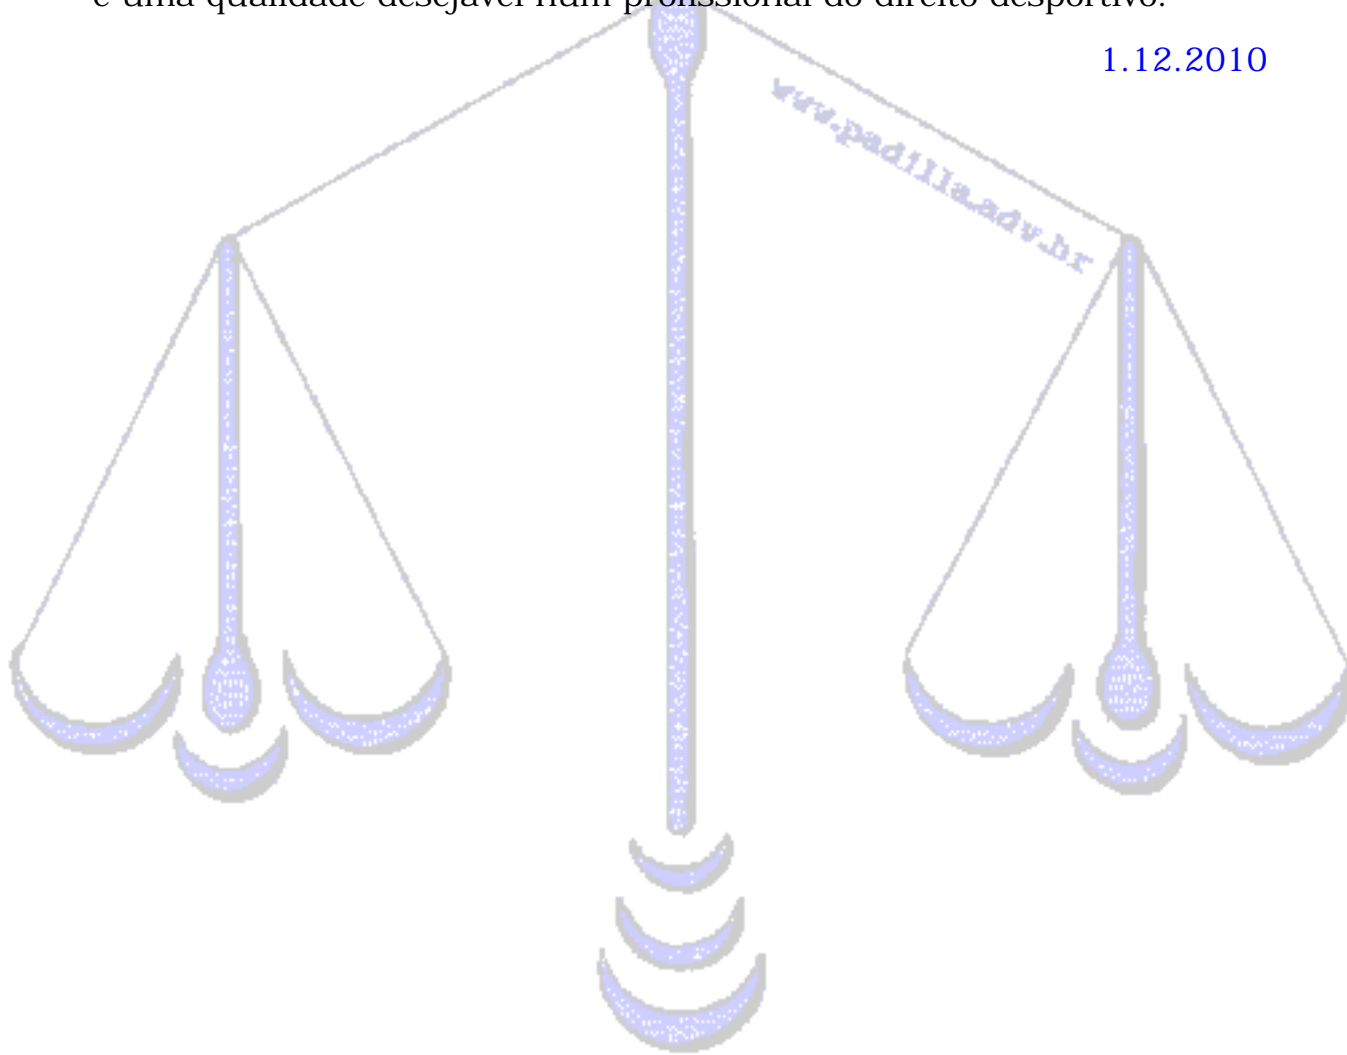 é uma qualidade desejável num profissional do direito desportivo.
1.12.2010
www.padilla.adv.br